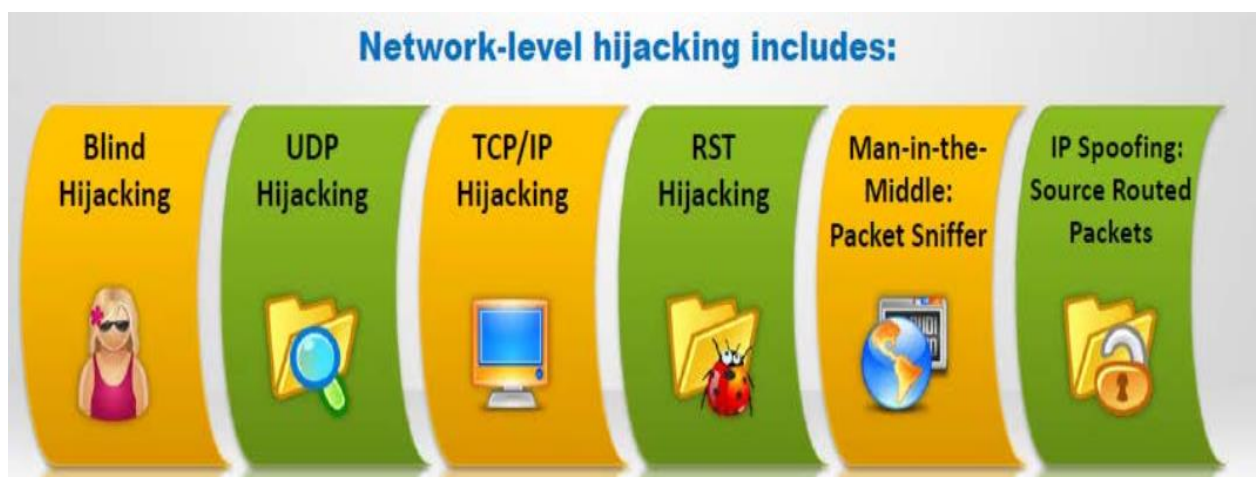 Network-level hijacking includes:
Blind
Hijacking
UDP
Hijacking
TCP/IP
Hijacking
RST
Hijacking
Man-in-the-
Middle:
Packet Sniffer
IP Spoofing:
Source Routed
Packets